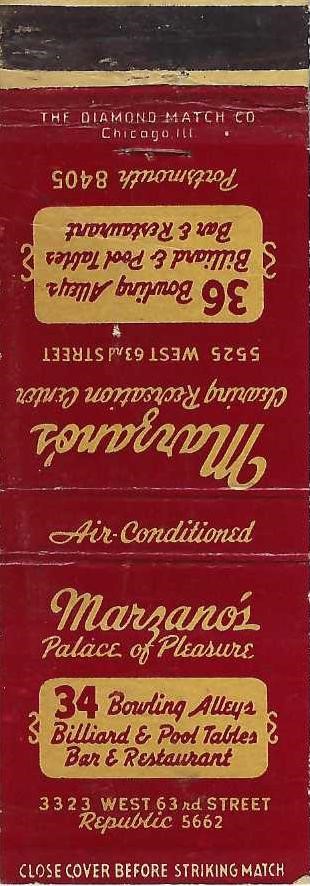 THE DIAMOND MATCH CO
Chicago, Ill.
Marzano's
Clearing Recreation Center
5525 WEST 63rd STREET
36 Bowling Alleys
Billiard & Pool Tables
Bar & Restaurant
Portsmouth 8405
Air-Conditioned
Marzano's
Palace of Pleasure
34 Bowling Alleys
Billiard & Pool Tables
Bar & Restaurant
3323 WEST 63rd STREET
Republic 5662
CLOSE COVER BEFORE STRIKING MATCH